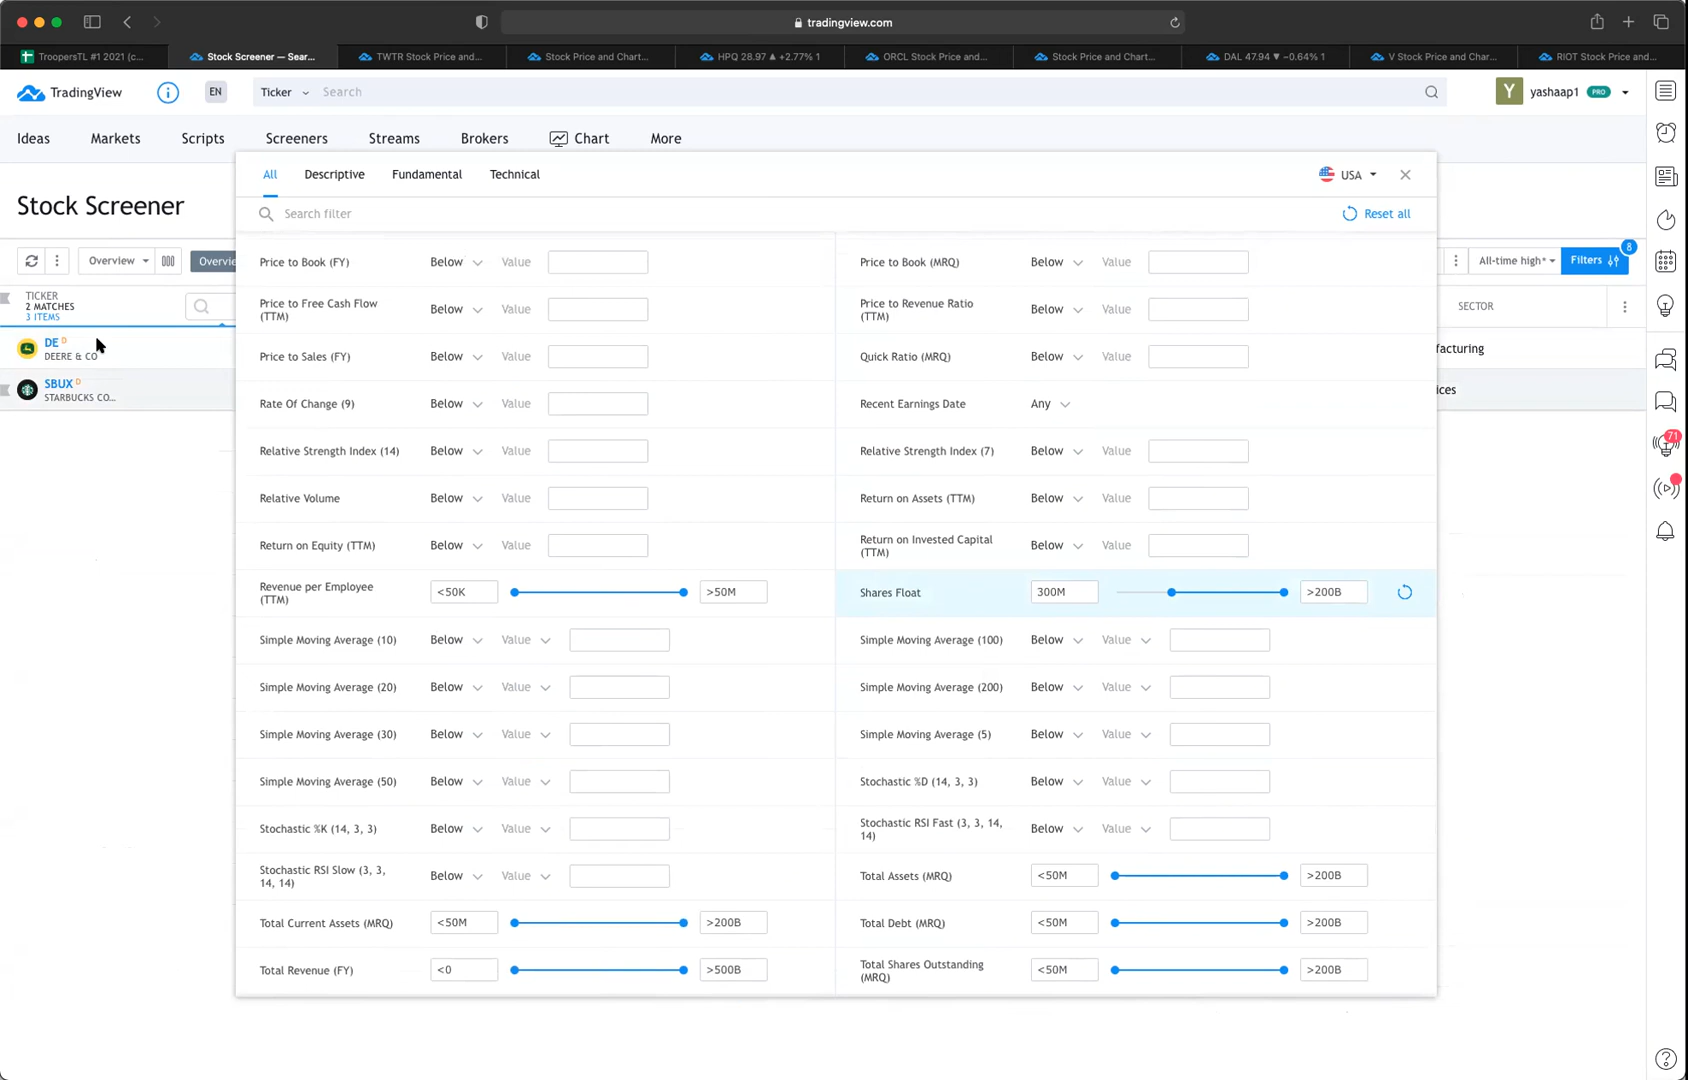 tradingview.com
TroopersTL #1 2021 (c...
Stock Screener — Sear...
TWTR Stock Price and...
Stock Price and Chart...
HPQ 28.97 ▲ +2.77% 1
ORCL Stock Price and...
Stock Price and Chart...
DAL 47.94 ▼ −0.64% 1
V Stock Price and Char...
RIOT Stock Price and...
TradingView
EN
Ticker
Search
Y
yashaap1
PRO
Ideas
Markets
Scripts
Screeners
Streams
Brokers
Chart
More
All
Descriptive
Fundamental
Technical
USA
Stock Screener
Search filter
Reset all
Overview
Overvie
All-time high*
Filters
8
TICKER
2 MATCHES
3 ITEMS
SECTOR
DE D
DEERE & CO
facturing
SBUX D
STARBUCKS CO...
ices
Price to Book (FY) Below Value
Price to Book (MRQ) Below Value
Price to Free Cash Flow
(TTM) Below Value
Price to Revenue Ratio
(TTM) Below Value
Price to Sales (FY) Below Value
Quick Ratio (MRQ) Below Value
Rate Of Change (9) Below Value
Recent Earnings Date Any
Relative Strength Index (14) Below Value
Relative Strength Index (7) Below Value
Relative Volume Below Value
Return on Assets (TTM) Below Value
Return on Equity (TTM) Below Value
Return on Invested Capital
(TTM) Below Value
Revenue per Employee
(TTM) <50K >50M
Shares Float 300M >200B
Simple Moving Average (10) Below Value
Simple Moving Average (100) Below Value
Simple Moving Average (20) Below Value
Simple Moving Average (200) Below Value
Simple Moving Average (30) Below Value
Simple Moving Average (5) Below Value
Simple Moving Average (50) Below Value
Stochastic %D (14, 3, 3) Below Value
Stochastic %K (14, 3, 3) Below Value
Stochastic RSI Fast (3, 3, 14,
14) Below Value
Stochastic RSI Slow (3, 3,
14, 14) Below Value
Total Assets (MRQ) <50M >200B
Total Current Assets (MRQ) <50M >200B
Total Debt (MRQ) <50M >200B
Total Revenue (FY) <0 >500B
Total Shares Outstanding
(MRQ) <50M >200B
71